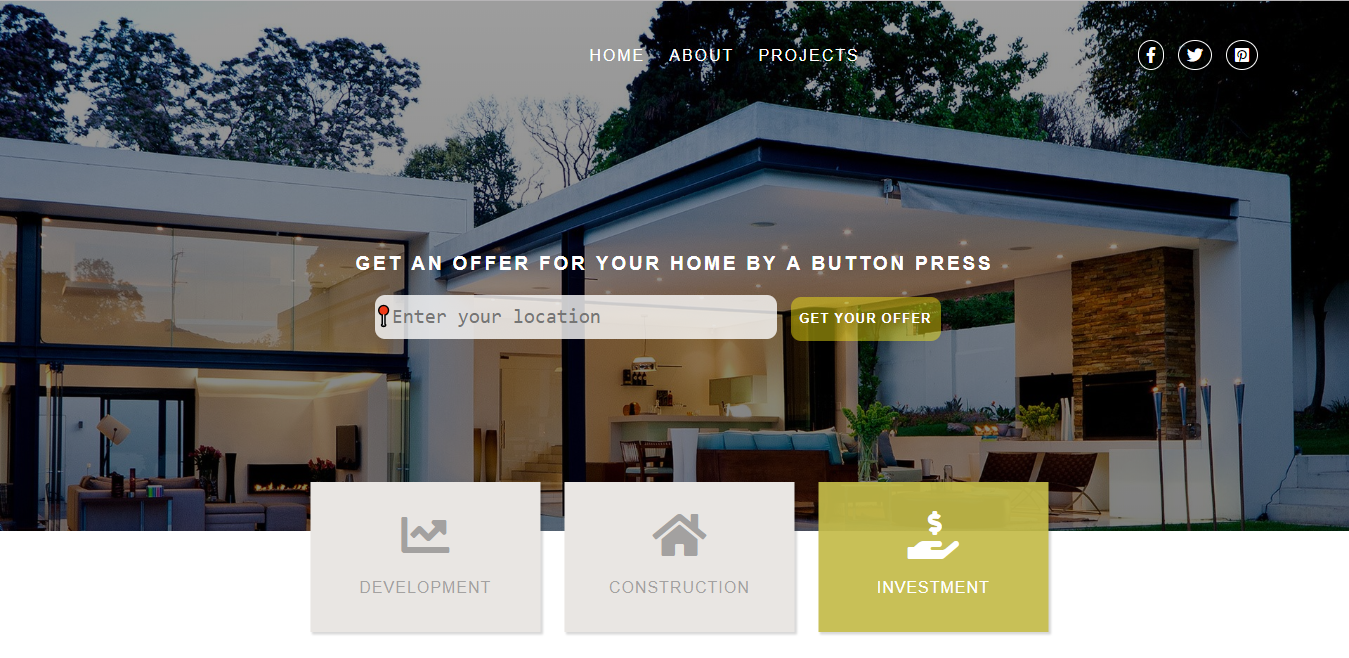 HOME ABOUT PROJECTS
GET AN OFFER FOR YOUR HOME BY A BUTTON PRESS
Enter your location
GET YOUR OFFER
DEVELOPMENT
CONSTRUCTION
INVESTMENT